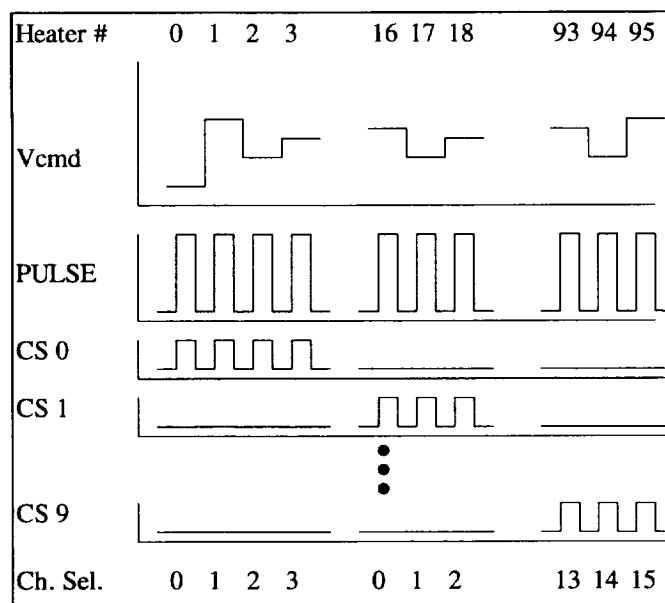 Heater # 0 1 2 3 16 17 18 93 94 95
Vcmd
PULSE
CS 0
CS 1
CS 9
Ch. Sel. 0 1 2 3 0 1 2 13 14 15